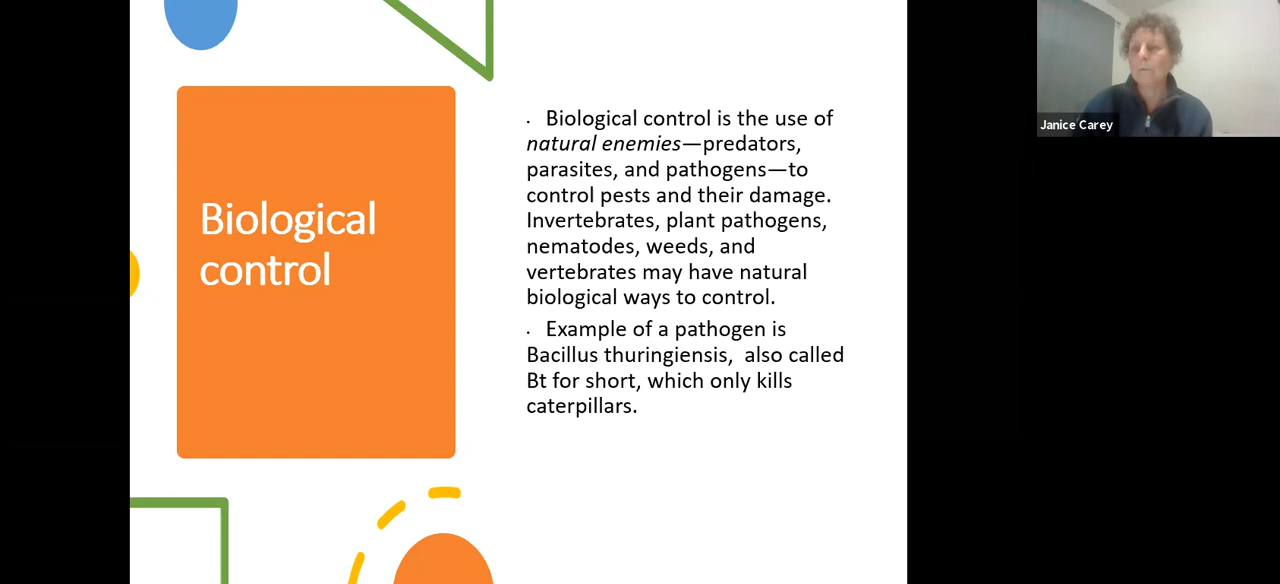 Biological
control
· Biological control is the use of
natural enemies—predators,
parasites, and pathogens—to
control pests and their damage.
Invertebrates, plant pathogens,
nematodes, weeds, and
vertebrates may have natural
biological ways to control.
· Example of a pathogen is
Bacillus thuringiensis,  also called
Bt for short, which only kills
caterpillars.
Janice Carey